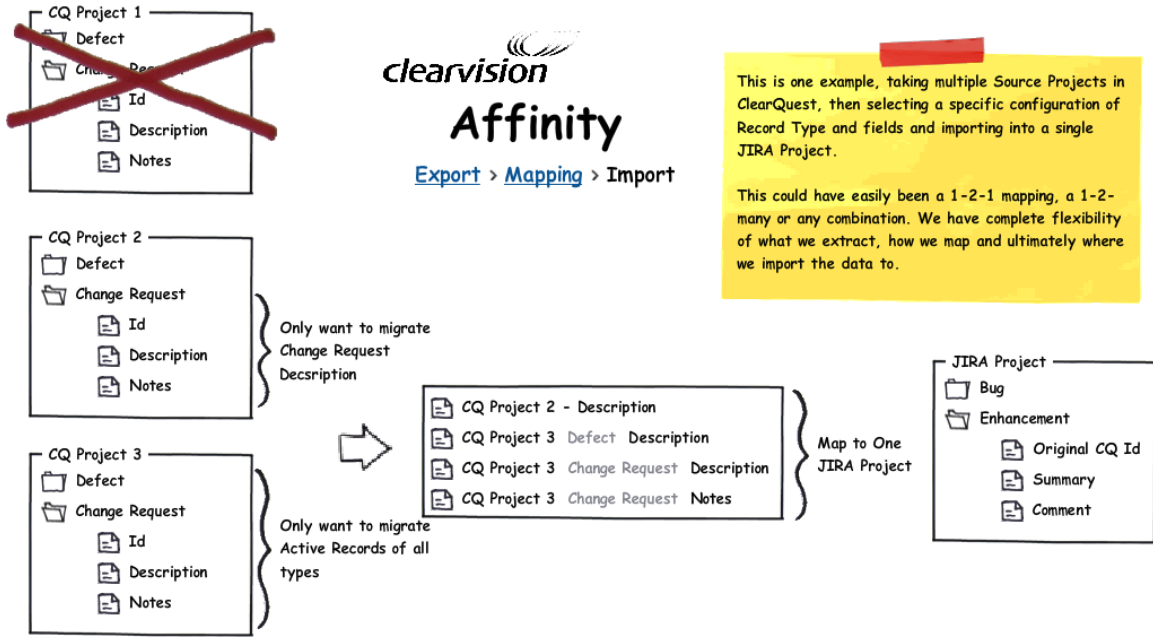 CQ Project 1
Defect
Change Request
Id
Description
Notes
clearvision
Affinity
Export > Mapping > Import
This is one example, taking multiple Source Projects in
ClearQuest, then selecting a specific configuration of
Record Type and fields and importing into a single
JIRA Project.
This could have easily been a 1-2-1 mapping, a 1-2-
many or any combination. We have complete flexibility
of what we extract, how we map and ultimately where
we import the data to.
CQ Project 2
Defect
Change Request
Id
Description
Notes
Only want to migrate
Change Request
Decsription
CQ Project 3
Defect
Change Request
Id
Description
Notes
Only want to migrate
Active Records of all
types
CQ Project 2 - Description
CQ Project 3 Defect Description
CQ Project 3 Change Request Description
CQ Project 3 Change Request Notes
Map to One
JIRA Project
JIRA Project
Bug
Enhancement
Original CQ Id
Summary
Comment